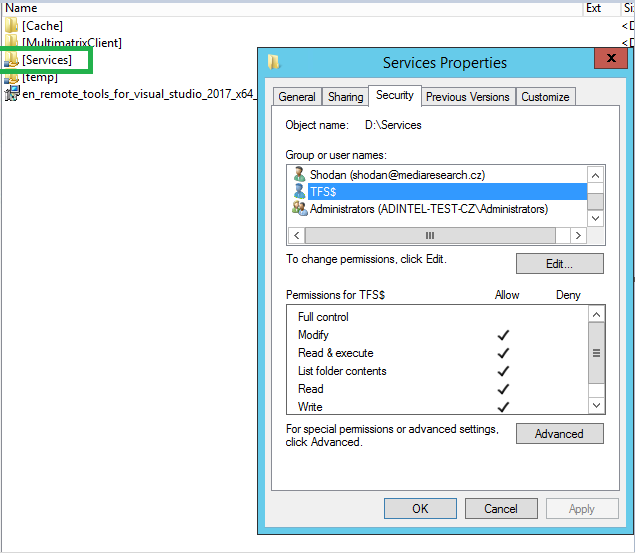 Name Ext Si
[Cache] <D
[MultimatrixClient] <D
[Services] <D
[temp] <D
en_remote_tools_for_visual_studio_2017_x64_
Services Properties
x
General Sharing Security Previous Versions Customize
Object name: D:\Services
Group or user names:
Shodan (shodan@mediaresearch.cz)
TFS$
Administrators (ADINTEL-TEST-CZ\Administrators)
To change permissions, click Edit.
Edit...
Permissions for TFS$ Allow Deny
Full control
Modify
Read & execute
List folder contents
Read
Write
For special permissions or advanced settings,
click Advanced.
Advanced
OK Cancel Apply